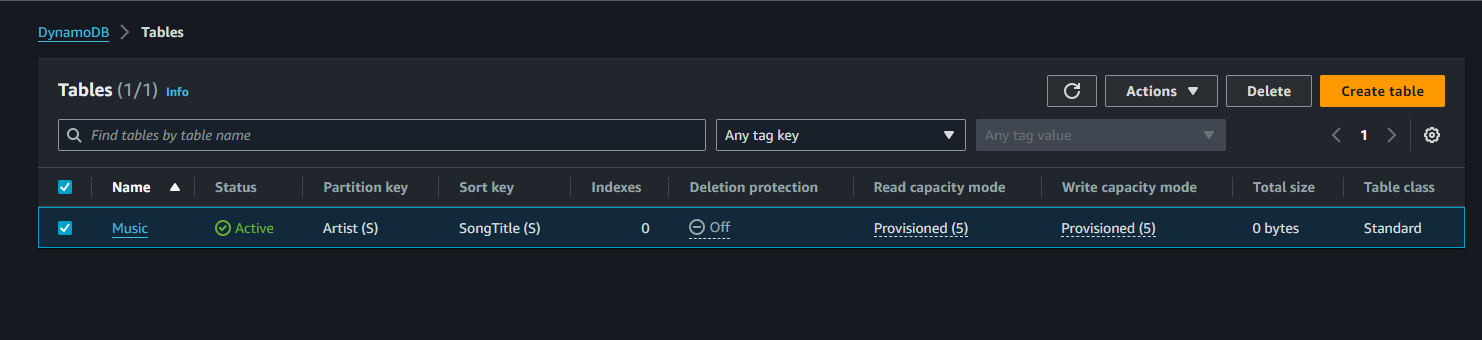 DynamoDB > Tables
Tables (1/1) Info Actions Delete Create table
Find tables by table name Any tag key Any tag value 1
Name Status Partition key Sort key Indexes Deletion protection Read capacity mode Write capacity mode Total size Table class
Music Active Artist (S) SongTitle (S) 0 Off Provisioned (5) Provisioned (5) 0 bytes Standard